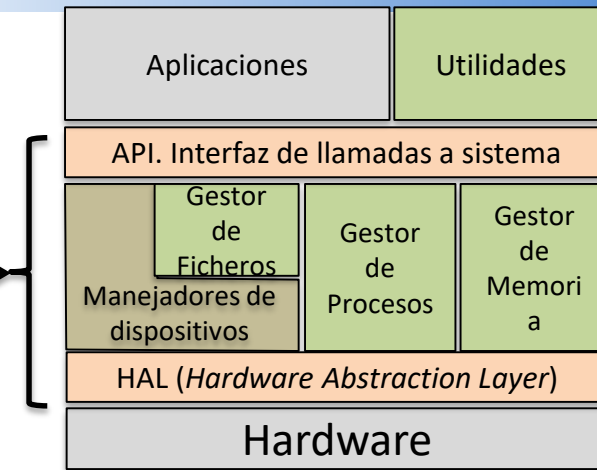 Aplicaciones
Utilidades
API. Interfaz de llamadas a sistema
Gestor
de
Ficheros
Manejadores de
dispositivos
Gestor
de
Procesos
Gestor
de
Memori
a
HAL (Hardware Abstraction Layer)
Hardware